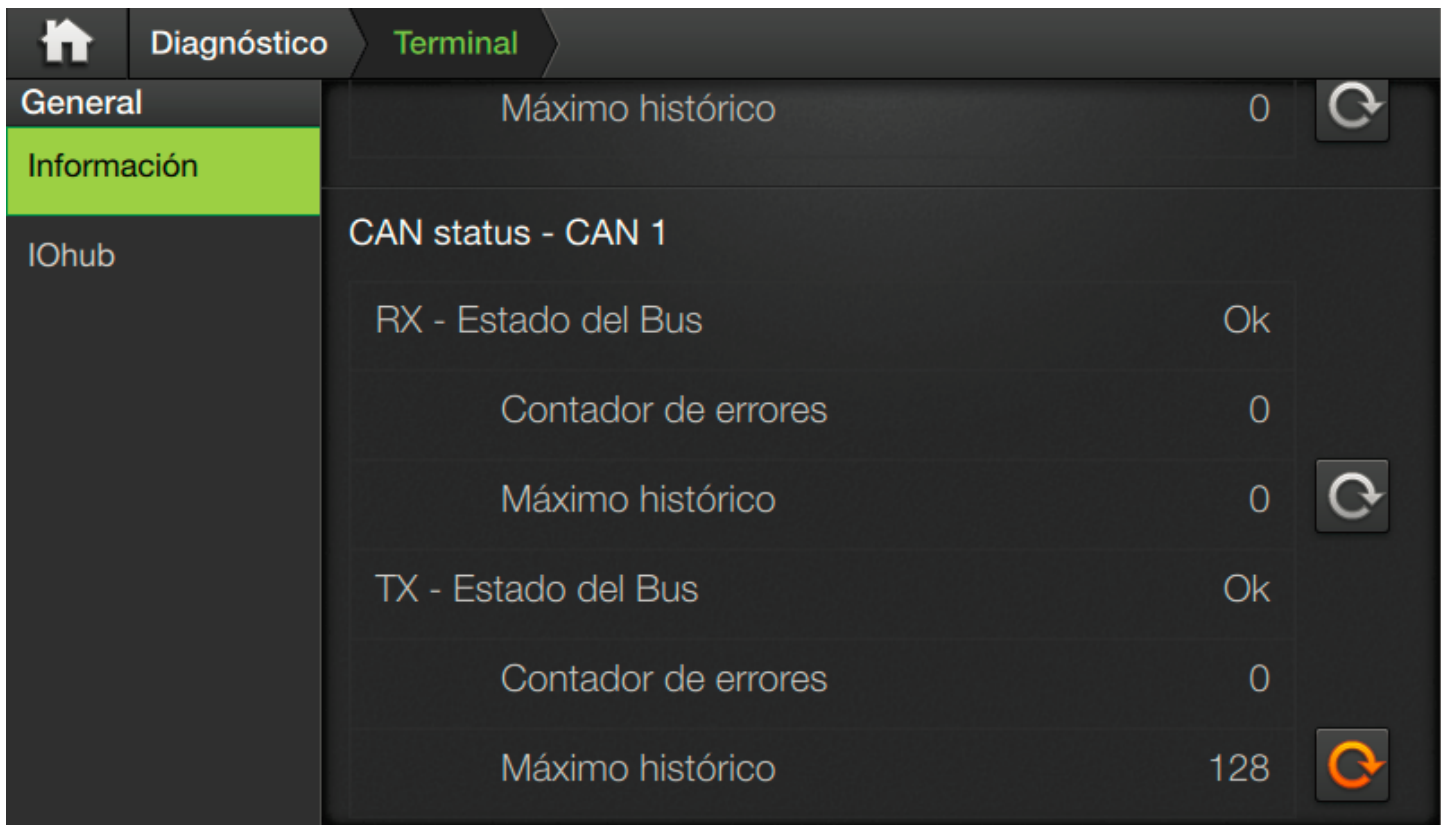 Diagnóstico Terminal
General
Información
IOhub
Máximo histórico 0
CAN status - CAN 1
RX - Estado del Bus Ok
Contador de errores 0
Máximo histórico 0
TX - Estado del Bus Ok
Contador de errores 0
Máximo histórico 128